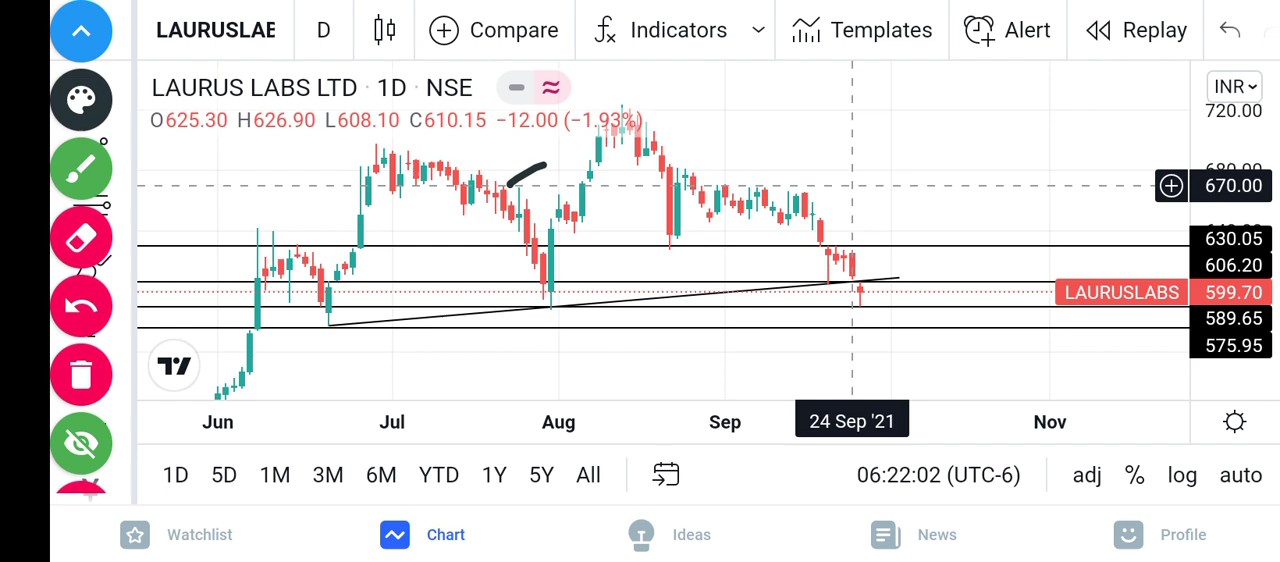 LAURUSLAE D Compare Indicators Templates Alert Replay
LAURUS LABS LTD · 1D · NSE
INR
O625.30 H626.90 L608.10 C610.15 −12.00 (−1.93%)
720.00
680.00
670.00
630.05
606.20
LAURUSLABS 599.70
589.65
575.95
Jun Jul Aug Sep 24 Sep '21 Nov
1D 5D 1M 3M 6M YTD 1Y 5Y All 06:22:02 (UTC-6) adj % log auto
Watchlist Chart Ideas News Profile